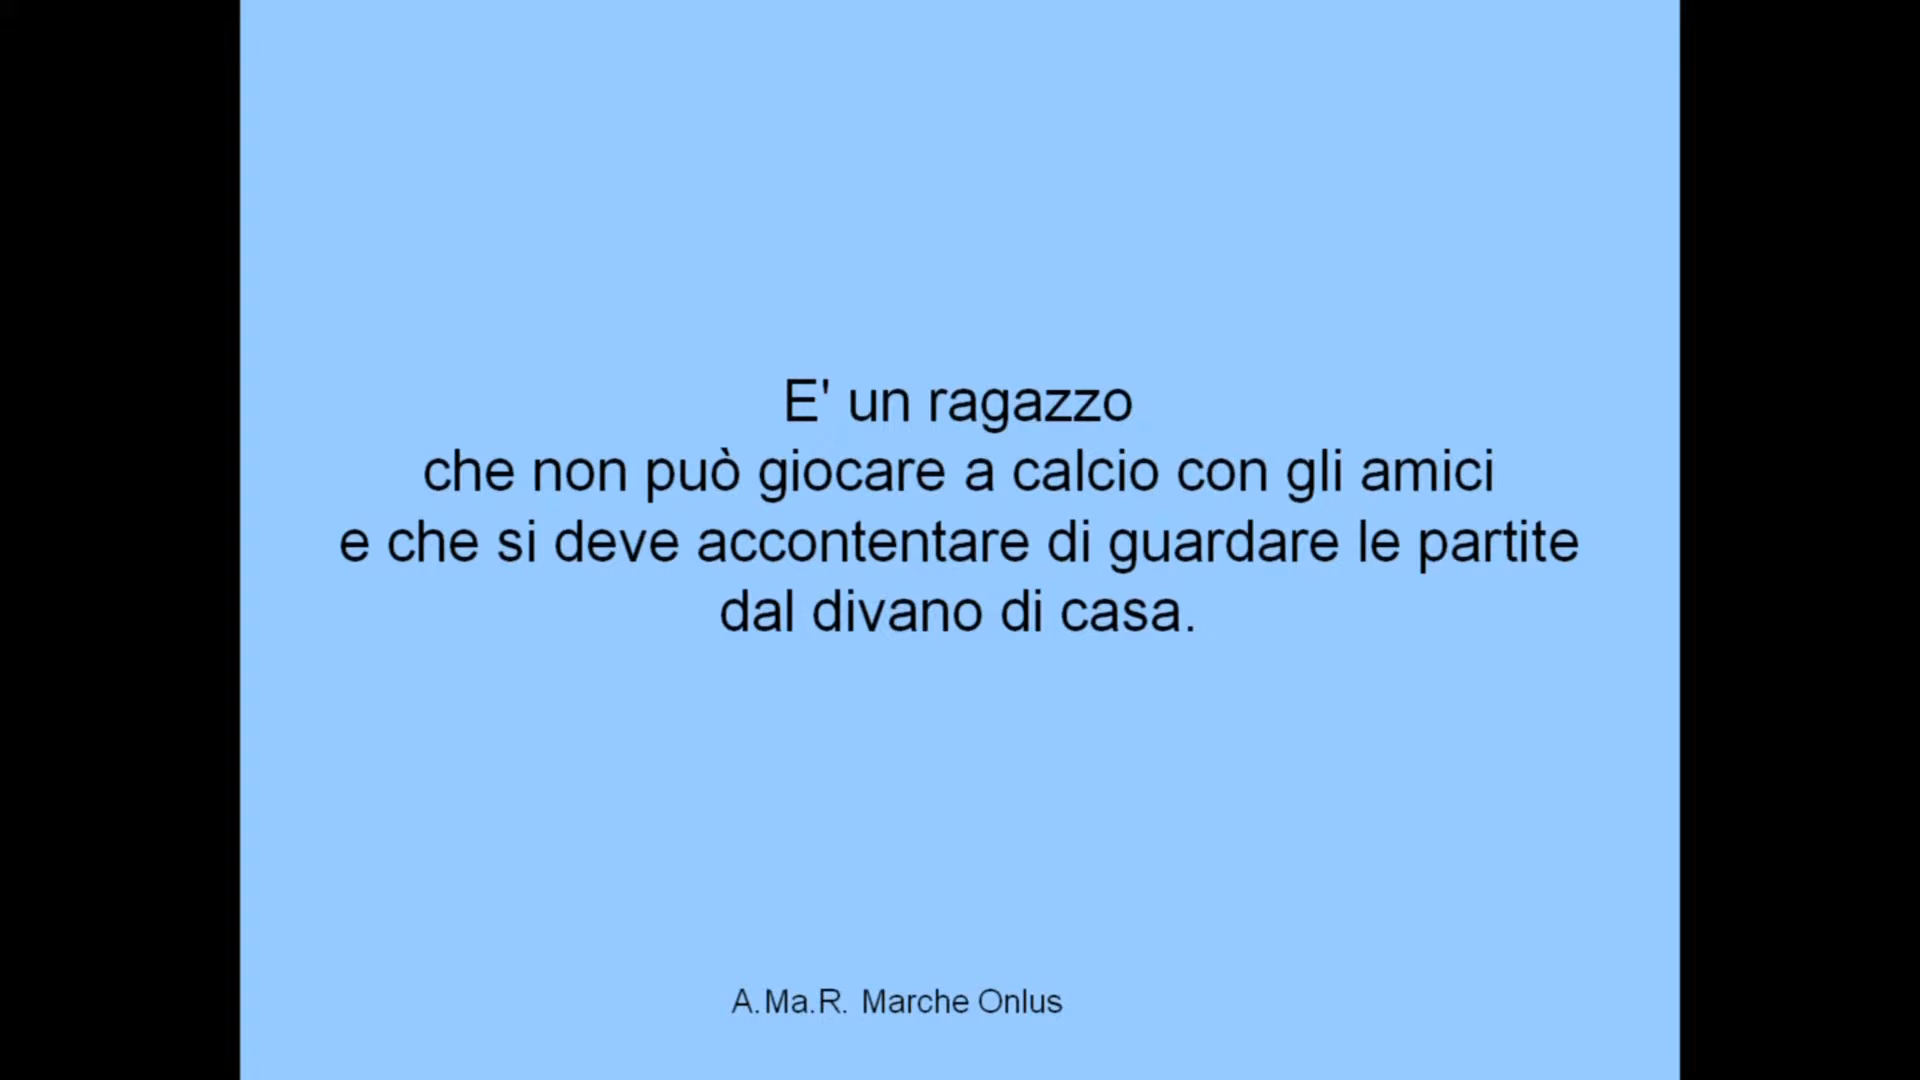 E' un ragazzo
che non può giocare a calcio con gli amici
e che si deve accontentare di guardare le partite
dal divano di casa.
A.Ma.R. Marche Onlus